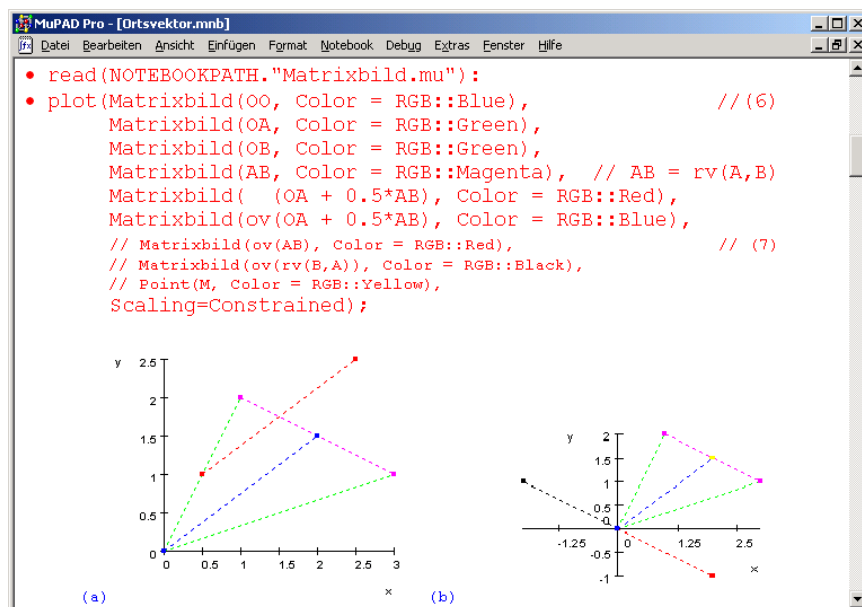 MuPAD Pro - [Ortsvektor.mnb]
Datei Bearbeiten Ansicht Einfügen Format Notebook Debug Extras Fenster Hilfe
● read(NOTEBOOKPATH."Matrixbild.mu"):
● plot(Matrixbild(OO, Color = RGB::Blue), //(6)
Matrixbild(OA, Color = RGB::Green),
Matrixbild(OB, Color = RGB::Green),
Matrixbild(AB, Color = RGB::Magenta), // AB = rv(A,B)
Matrixbild( (OA + 0.5*AB), Color = RGB::Red),
Matrixbild(ov(OA + 0.5*AB), Color = RGB::Blue),
// Matrixbild(ov(AB), Color = RGB::Red), // (7)
// Matrixbild(ov(rv(B,A)), Color = RGB::Black),
// Point(M, Color = RGB::Yellow),
Scaling=Constrained);
y 2.5
2
1.5
1
0.5
0
0 0.5 1 1.5 2 2.5 3
x
(a)
y 2
1.5
1
0.5
0
-1.25 0 1.25 2.5
-0.5
x
-1
(b)